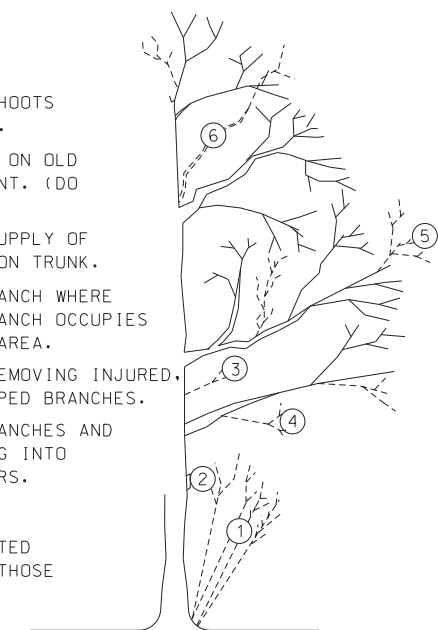 HOOTS
.
ON OLD
NT. (DO
UPPLY OF
ON TRUNK.
ANCH WHERE
ANCH OCCUPIES
AREA.
EMOVING INJURED,
PED BRANCHES.
ANCHES AND
G INTO
RS.
TED
THOSE
6
5
3
4
2
1